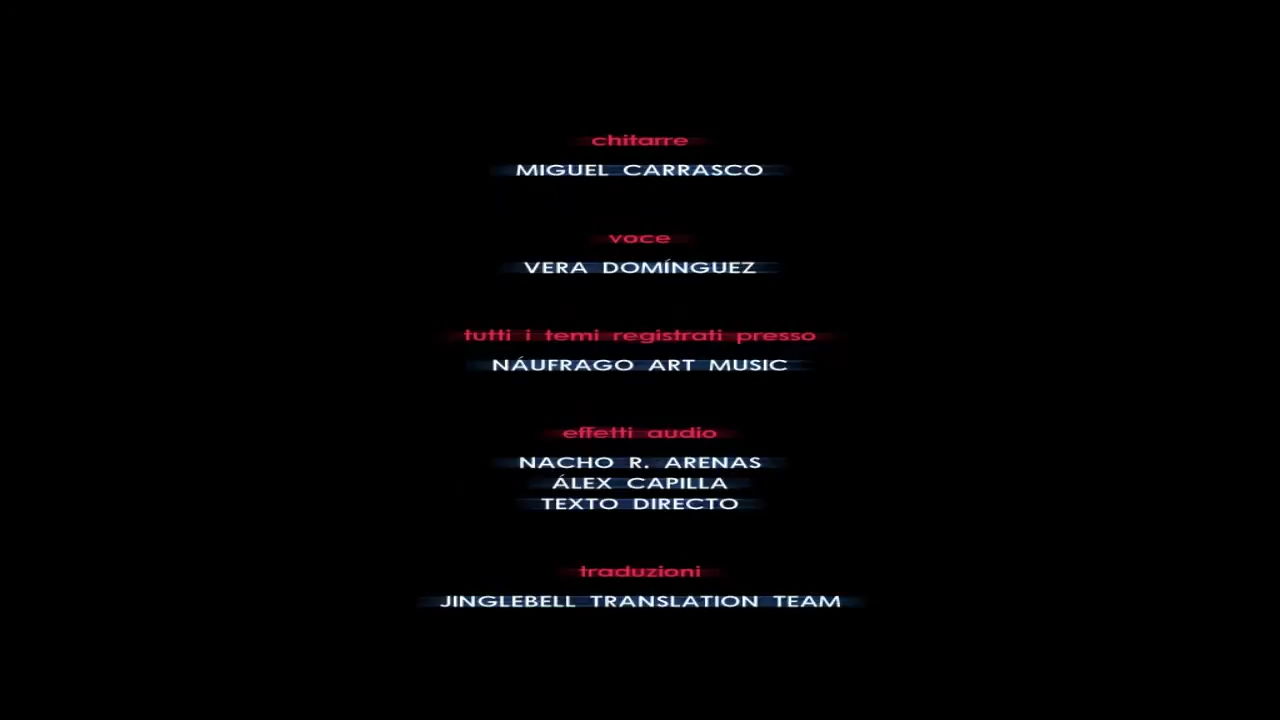 chitarre
MIGUEL CARRASCO
voce
VERA DOMÍNGUEZ
tutti i temi registrati presso
NÁUFRAGO ART MUSIC
effetti audio
NACHO R. ARENAS
ÁLEX CAPILLA
TEXTO DIRECTO
traduzioni
JINGLEBELL TRANSLATION TEAM